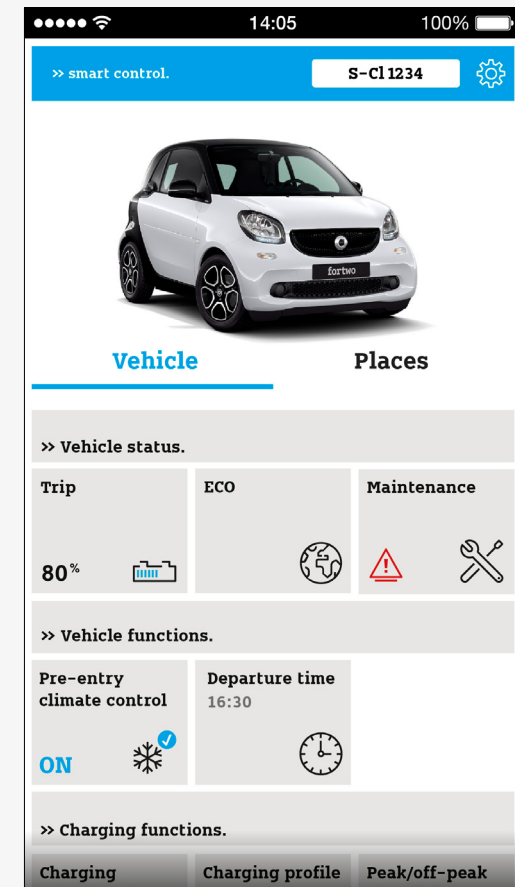 14:05
100%
>> smart control.
S-Cl 1234
fortwo
Vehicle
Places
>> Vehicle status.
Trip
ECO
Maintenance
80%
>> Vehicle functions.
Pre-entry
climate control
Departure time
16:30
ON
>> Charging functions.
Charging
Charging profile
Peak/off-peak